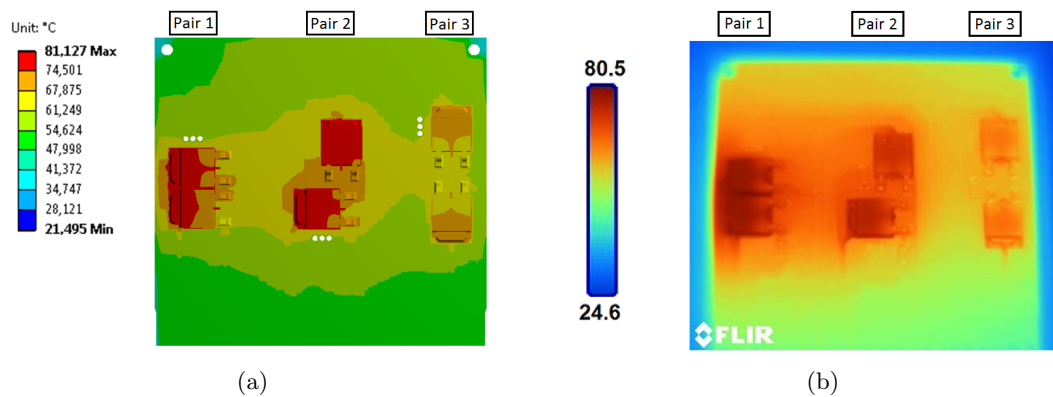 Pair 1
Pair 2
Pair 3
Unit: °C
81,127 Max
74,501
67,875
61,249
54,624
47,998
41,372
34,747
28,121
21,495 Min
(a)
Pair 1
Pair 2
Pair 3
80.5
24.6
FLIR
(b)